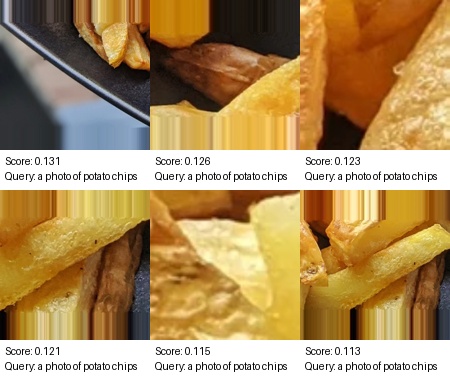 Score: 0.131
Query: a photo of potato chips
Score: 0.126
Query: a photo of potato chips
Score: 0.123
Query: a photo of potato chips
Score: 0.121
Query: a photo of potato chips
Score: 0.115
Query: a photo of potato chips
Score: 0.113
Query: a photo of potato chips